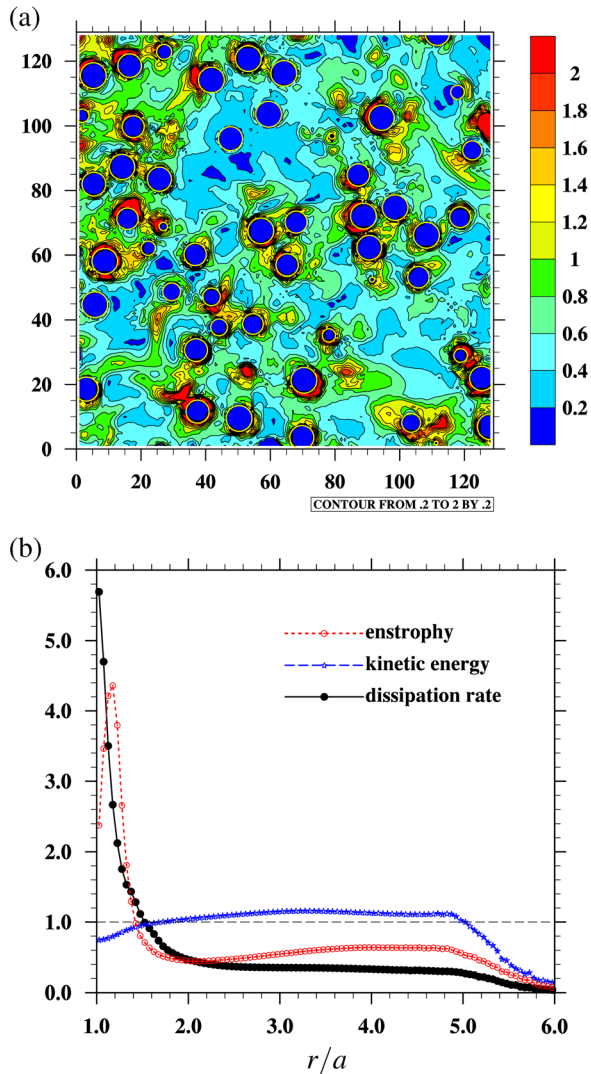 (a)
120
100
80
60
40
20
0
0 20 40 60 80 100 120
2
1.8
1.6
1.4
1.2
1
0.8
0.6
0.4
0.2
CONTOUR FROM .2 TO 2 BY .2
(b)
6.0
5.0
4.0
3.0
2.0
1.0
0.0
enstrophy
kinetic energy
dissipation rate
1.0 2.0 3.0 4.0 5.0 6.0
r/a